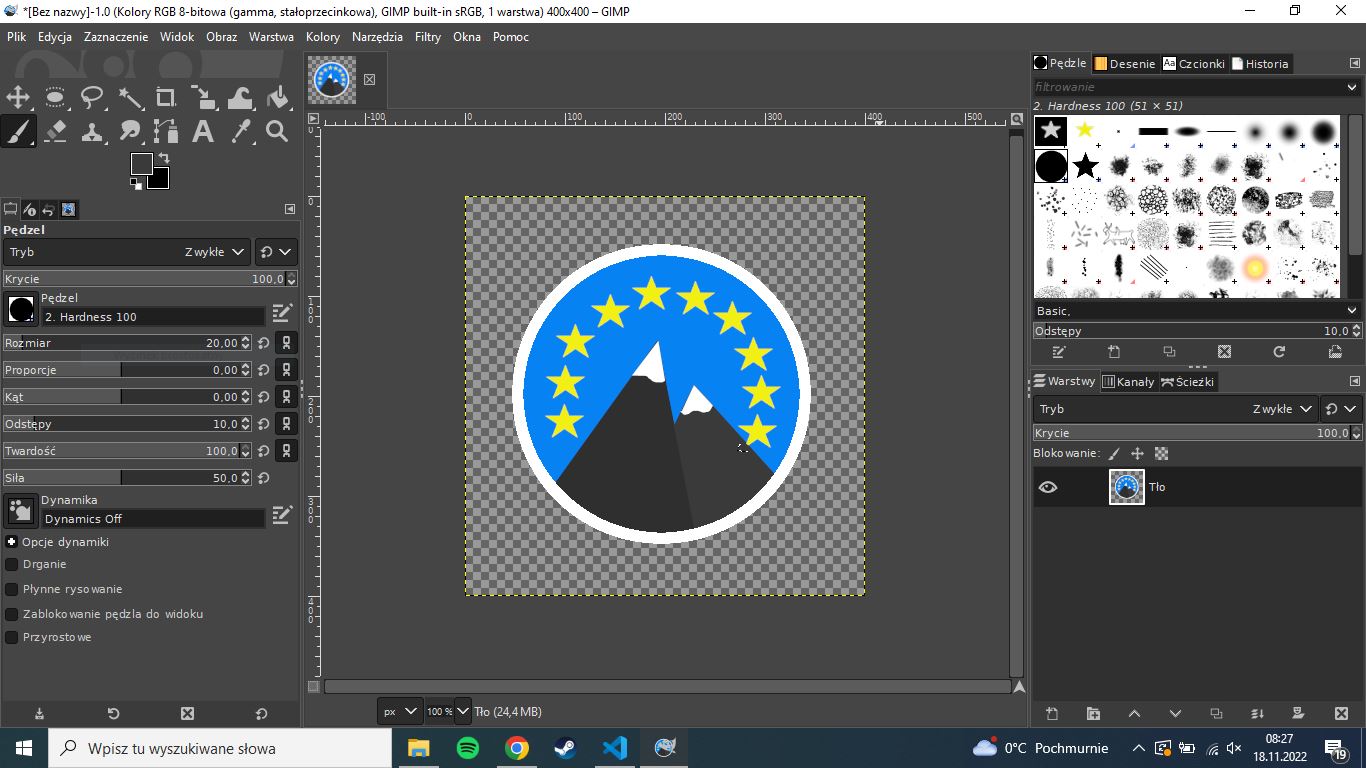 *[Bez nazwy]-1.0 (Kolory RGB 8-bitowa (gamma, stałoprzecinkowa), GIMP built-in sRGB, 1 warstwa) 400x400 – GIMP
Plik Edycja Zaznaczenie Widok Obraz Warstwa Kolory Narzędzia Filtry Okna Pomoc
Pędzel
Tryb Zwykłe
Krycie 100,0
Pędzel
2. Hardness 100
Rozmiar 20,00
Proporcje 0,00
Kąt 0,00
Odstępy 10,0
Twardość 100,0
Siła 50,0
Dynamika
Dynamics Off
Opcje dynamiki
Drganie
Płynne rysowanie
Zablokowanie pędzla do widoku
Przyrostowe
-100 0 100 200 300 400 500
0
100
200
300
400
px 100 % Tło (24,4 MB)
Pędzle Aa Desenie Czcionki Historia
filtrowanie
2. Hardness 100 (51 × 51)
Basic,
Odstępy 10,0
Warstwy Kanały Ścieżki
Tryb Zwykłe
Krycie 100,0
Blokowanie:
Tło
Wpisz tu wyszukiwane słowa
0°C Pochmurnie
08:27
18.11.2022
19